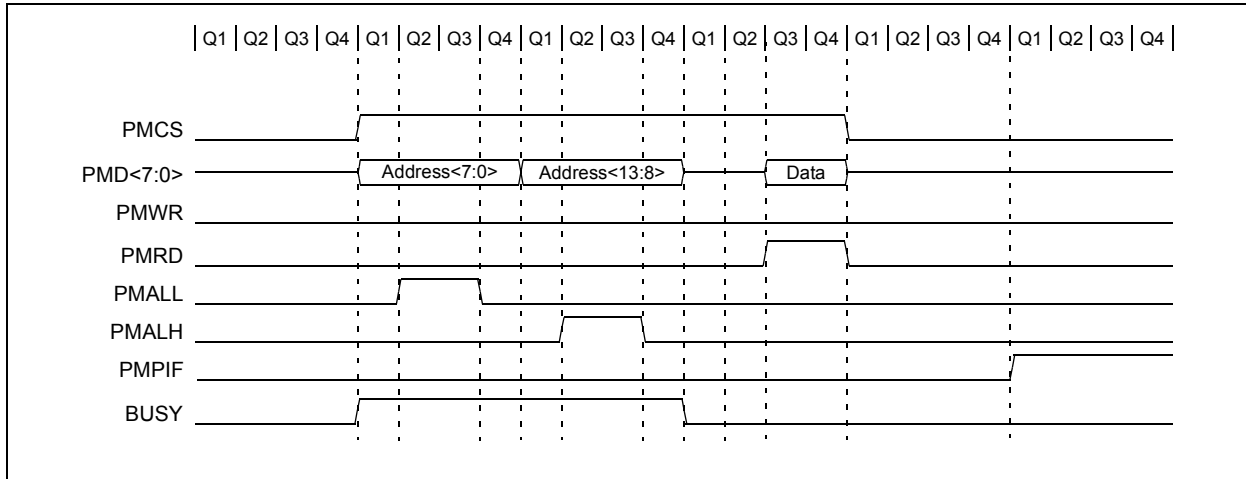 Q1 Q2 Q3 Q4 Q1 Q2 Q3 Q4 Q1 Q2 Q3 Q4 Q1 Q2 Q3 Q4 Q1 Q2 Q3 Q4 Q1 Q2 Q3 Q4
PMCS
PMD<7:0> Address<7:0> Address<13:8> Data
PMWR
PMRD
PMALL
PMALH
PMPIF
BUSY